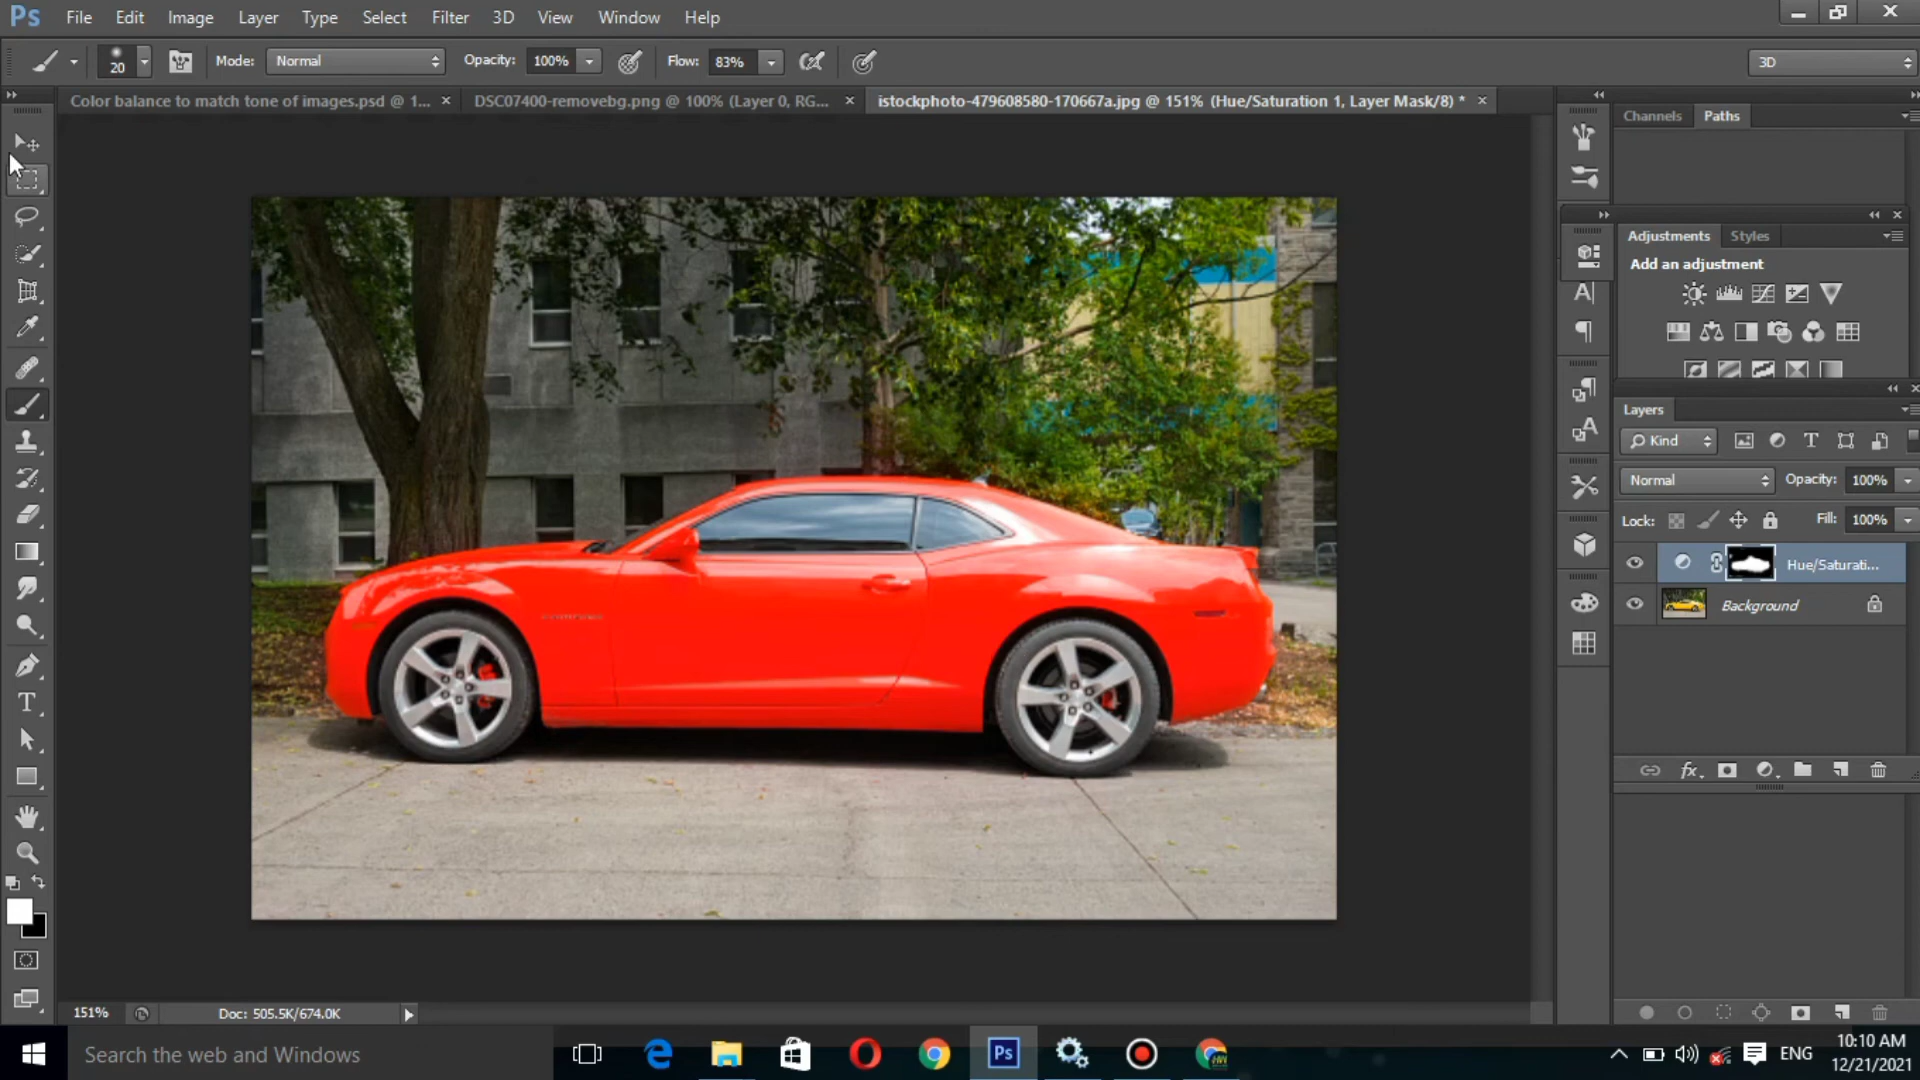 Ps File Edit Image Layer Type Select Filter 3D View Window Help
20 Mode: Normal Opacity: 100% Flow: 83% 3D
Color balance to match tone of images.psd @ 1... × DSC07400-removebg.png @ 100% (Layer 0, RG... × istockphoto-479608580-170667a.jpg @ 151% (Hue/Saturation 1, Layer Mask/8) * ×
Channels Paths
Adjustments Styles
Add an adjustment
Layers
Kind
Normal Opacity: 100%
Lock: Fill: 100%
Hue/Saturati...
Background
151% Doc: 505.5K/674.0K
Search the web and Windows
Ps
ENG
10:10 AM
12/21/2021